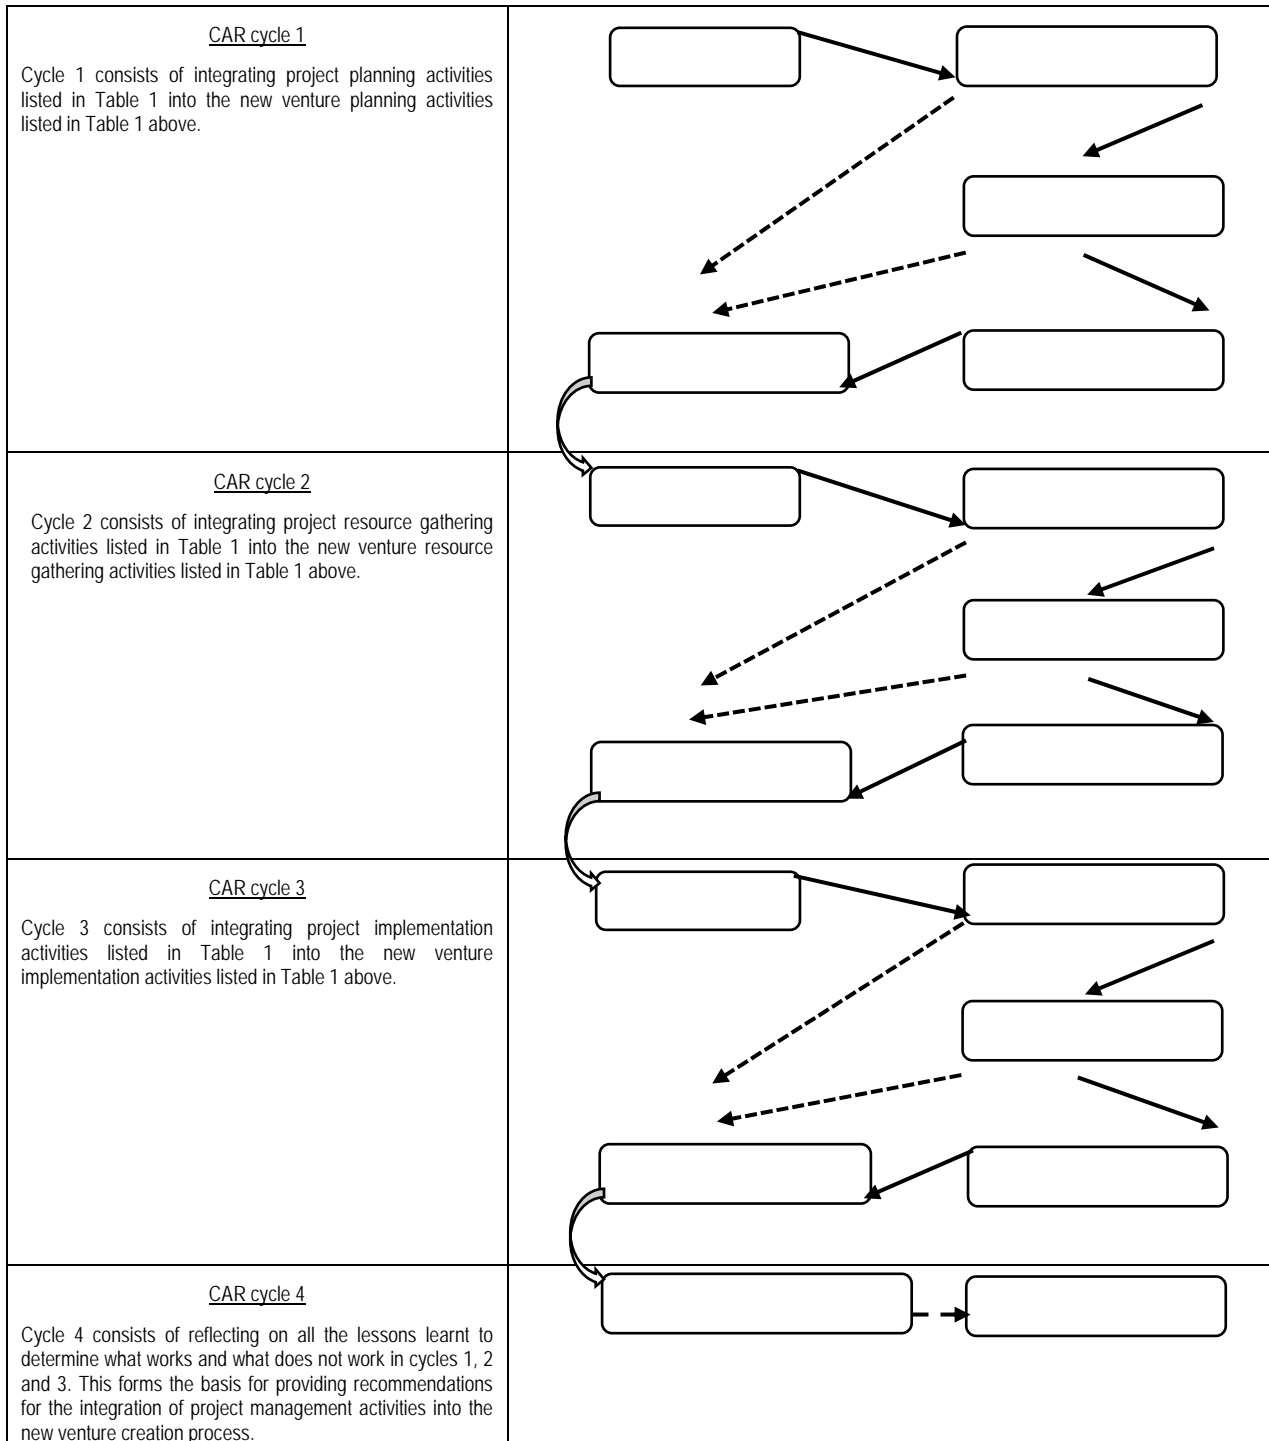 CAR cycle 1
Cycle 1 consists of integrating project planning activities
listed in Table 1 into the new venture planning activities
listed in Table 1 above.
CAR cycle 2
Cycle 2 consists of integrating project resource gathering
activities listed in Table 1 into the new venture resource
gathering activities listed in Table 1 above.
CAR cycle 3
Cycle 3 consists of integrating project implementation
activities listed in Table 1 into the new venture
implementation activities listed in Table 1 above.
CAR cycle 4
Cycle 4 consists of reflecting on all the lessons learnt to
determine what works and what does not work in cycles 1, 2
and 3. This forms the basis for providing recommendations
for the integration of project management activities into the
new venture creation process.